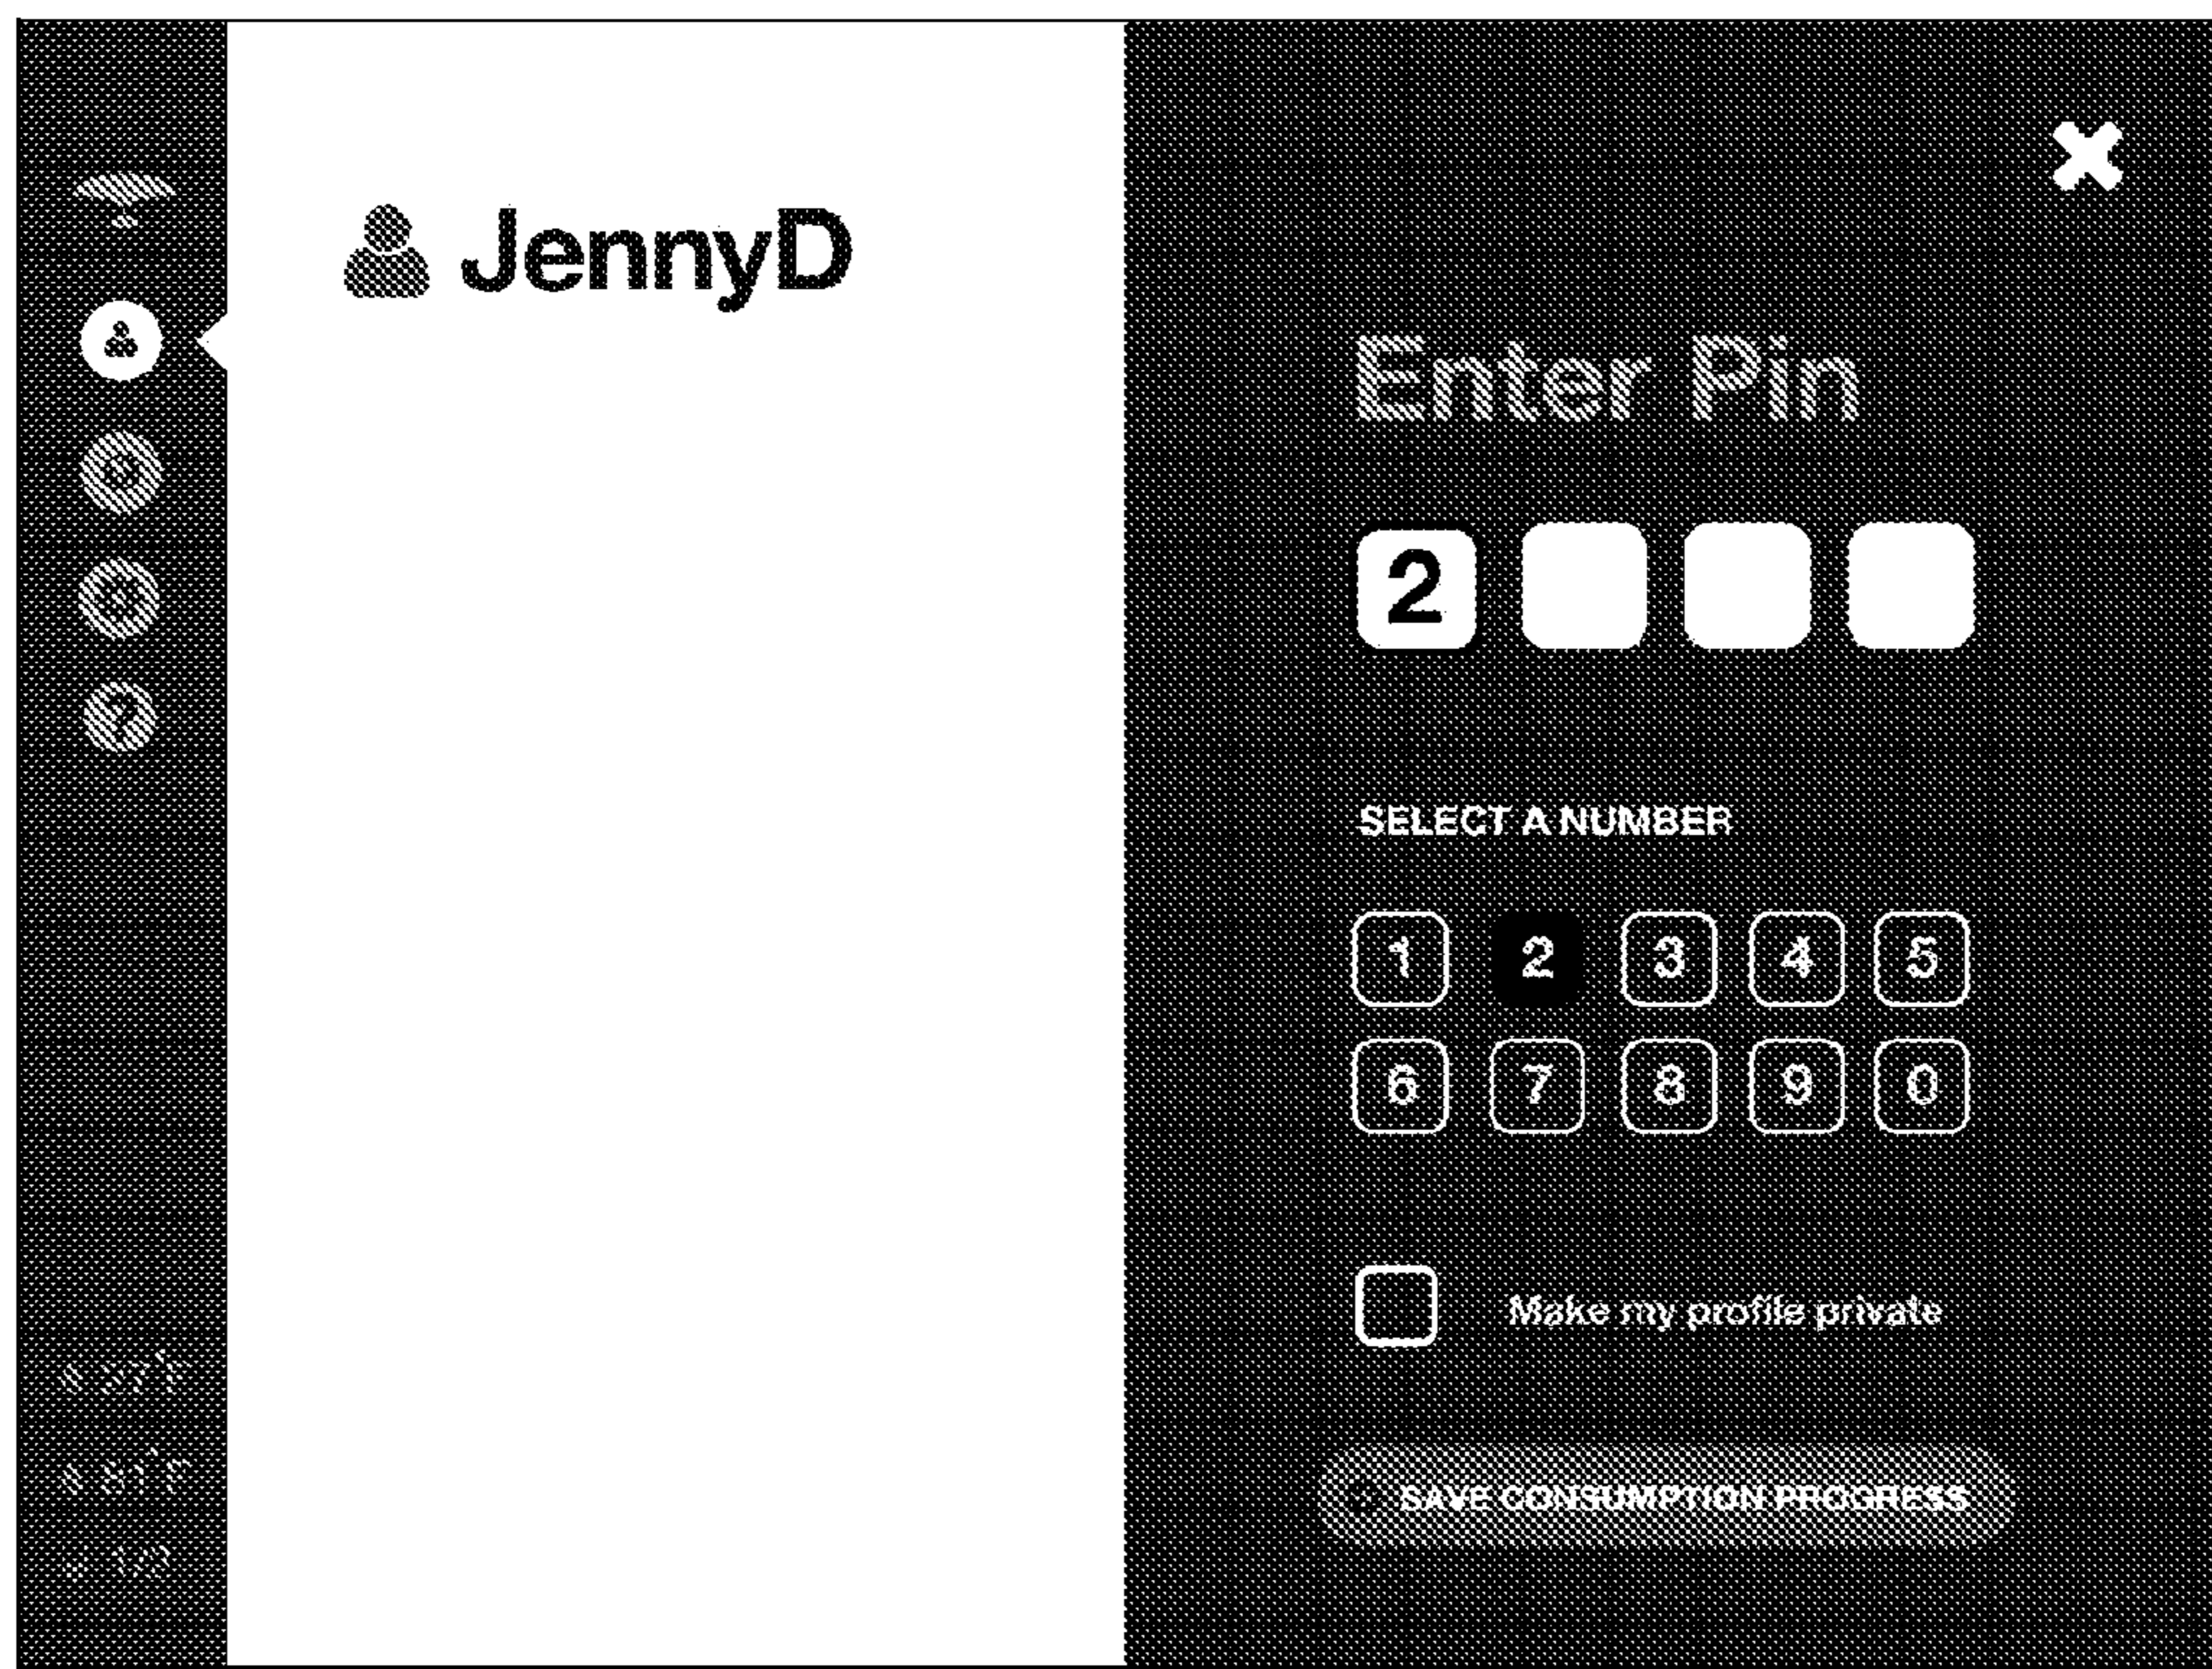 JennyD
Enter Pin
2
SELECT A NUMBER
1 2 3 4 5
6 7 8 9 0
Make my profile private
SAVE CONSUMPTION PROGRESS
?